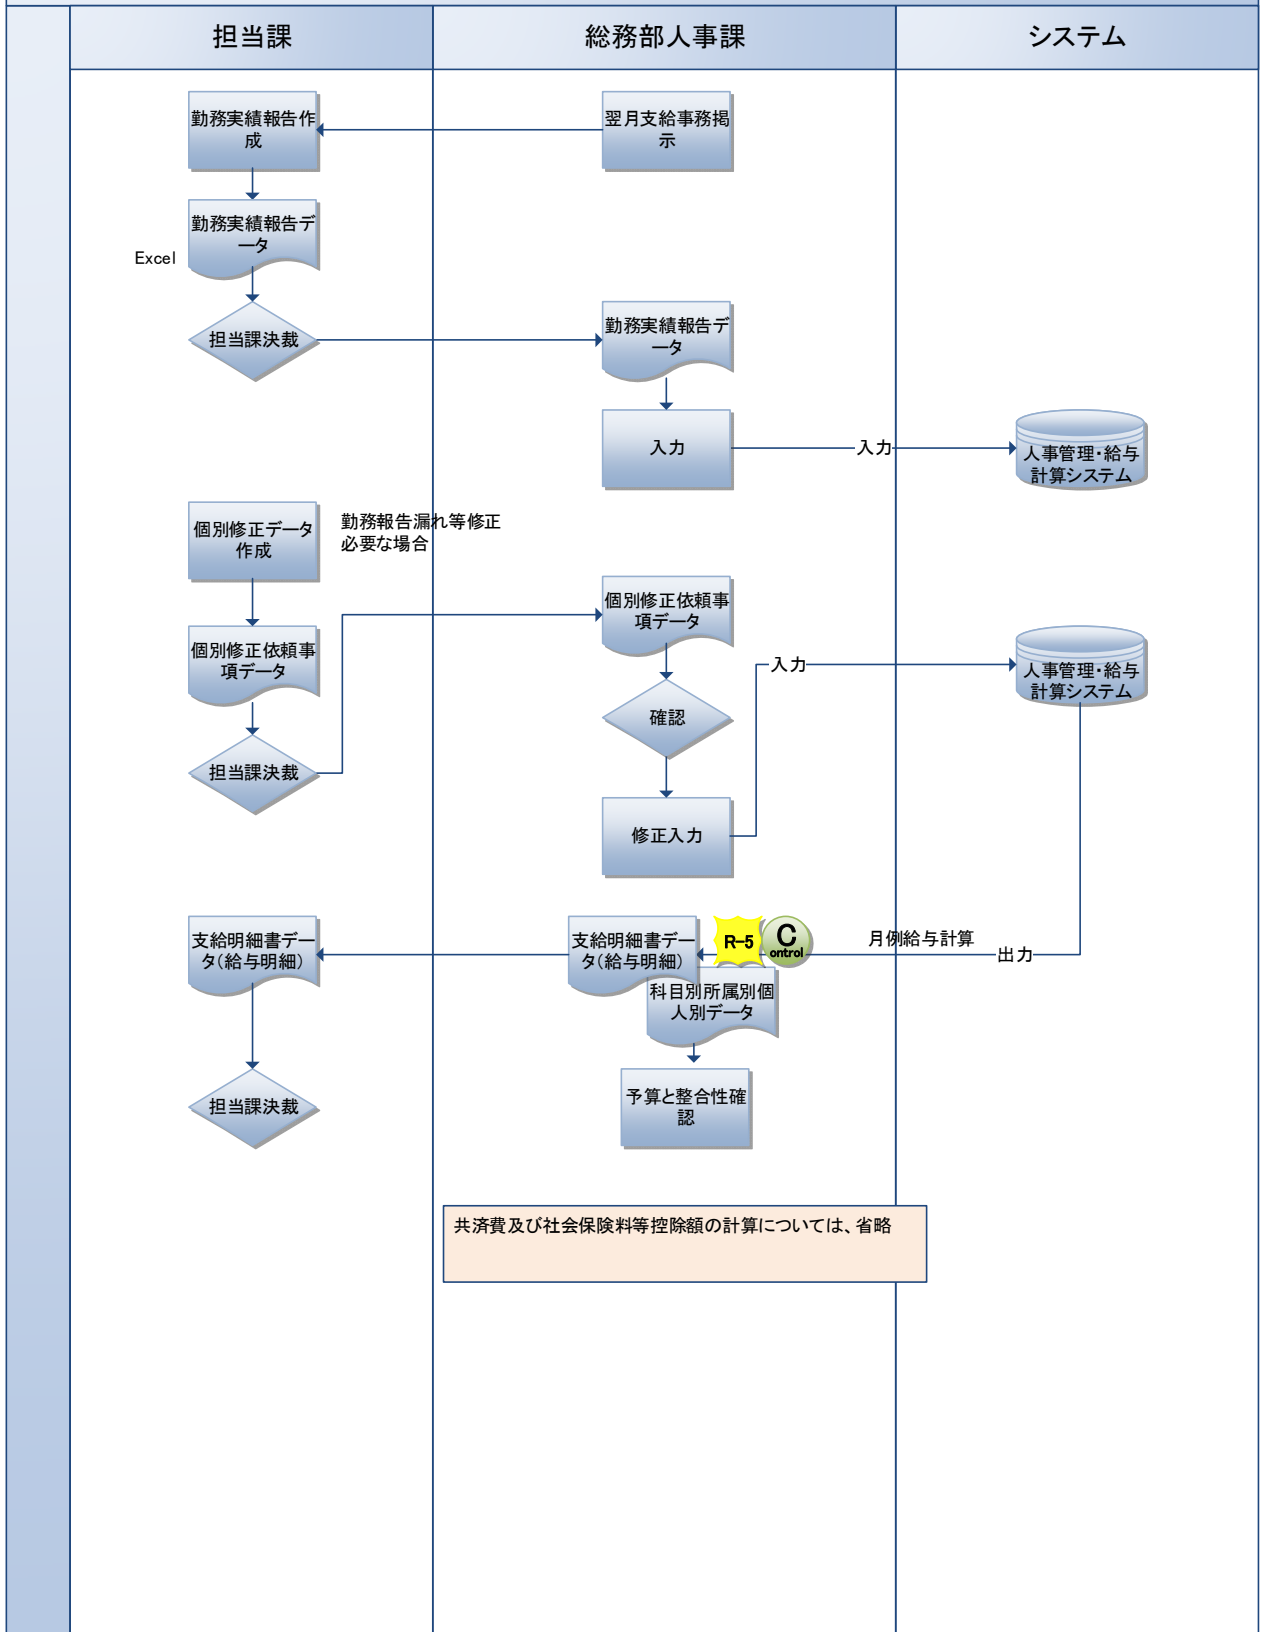 担当課
総務部人事課
システム
勤務実績報告作
成
翌月支給事務掲
示
勤務実績報告デ
ータ
Excel
担当課決裁
勤務実績報告デ
ータ
入力
入力
人事管理・給与
計算システム
個別修正データ
作成
勤務報告漏れ等修正
必要な場合
個別修正依頼事
項データ
個別修正依頼事
項データ
入力
人事管理・給与
計算システム
確認
担当課決裁
修正入力
支給明細書デー
タ(給与明細)
支給明細書デー
タ(給与明細)
R-5
C
ontrol
月例給与計算
出力
科目別所属別個
人別データ
担当課決裁
予算と整合性確
認
共済費及び社会保険料等控除額の計算については、省略